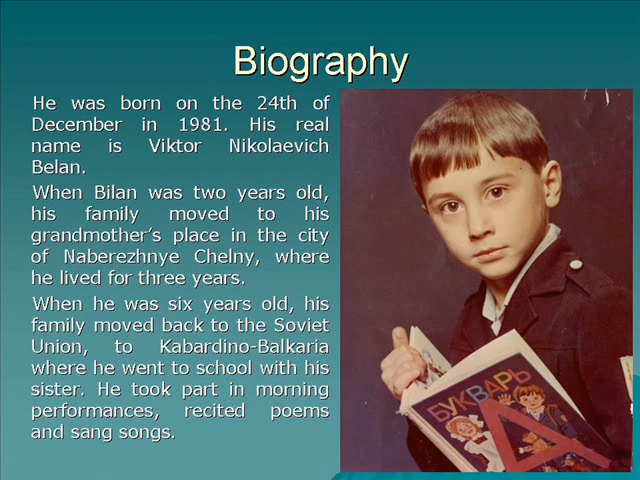 Biography
He was born on the 24th of
December in 1981. His real
name is Viktor Nikolaevich
Belan.
When Bilan was two years old,
his family moved to his
grandmother's place in the city
of Naberezhnye Chelny, where
he lived for three years.
When he was six years old, his
family moved back to the Soviet
Union, to Kabardino-Balkaria
where he went to school with his
sister. He took part in morning
performances, recited poems
and sang songs.
БУКВАРЬ
А